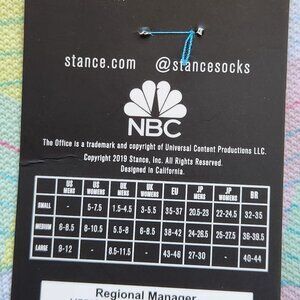 stance.com @stancesocks
NBC
The Office is a trademark and copyright of Universal Content Productions LLC.
Copyright 2019 Stance, Inc. All Rights Reserved.
Designed in California.
US MENS US WOMENS UK MENS UK WOMENS EU JP MENS JP WOMENS BR
SMALL - 5-7.5 1.5-4.5 3-5.5 35-37 20.5-23 22-24.5 32-35
MEDIUM 6-8.5 8-10.5 5.5-8 6-8.5 38-42 24-26.5 25-27.5 36-39.5
LARGE 9-12 - 8.5-11.5 - 43-46 27-30 - 40-44
Regional Manager